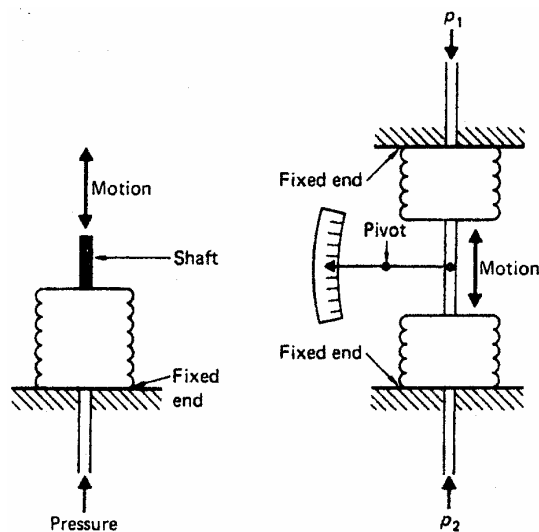 Motion
Shaft
Fixed
end
Pressure
p1
Fixed end
Pivot
Motion
Fixed end
p2